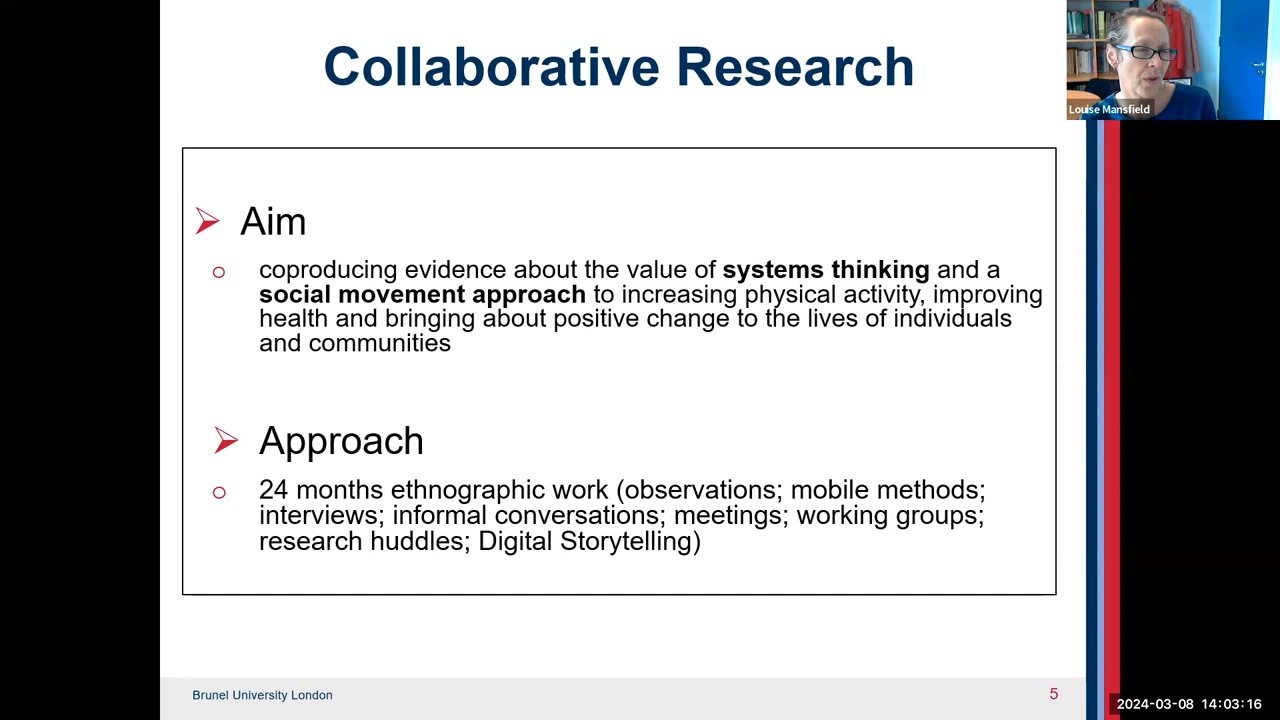 Collaborative Research
Louise Mansfield
Aim
coproducing evidence about the value of systems thinking and a
social movement approach to increasing physical activity, improving
health and bringing about positive change to the lives of individuals
and communities
Approach
24 months ethnographic work (observations; mobile methods;
interviews; informal conversations; meetings; working groups;
research huddles; Digital Storytelling)
Brunel University London
5
2024-03-08 14:03:16